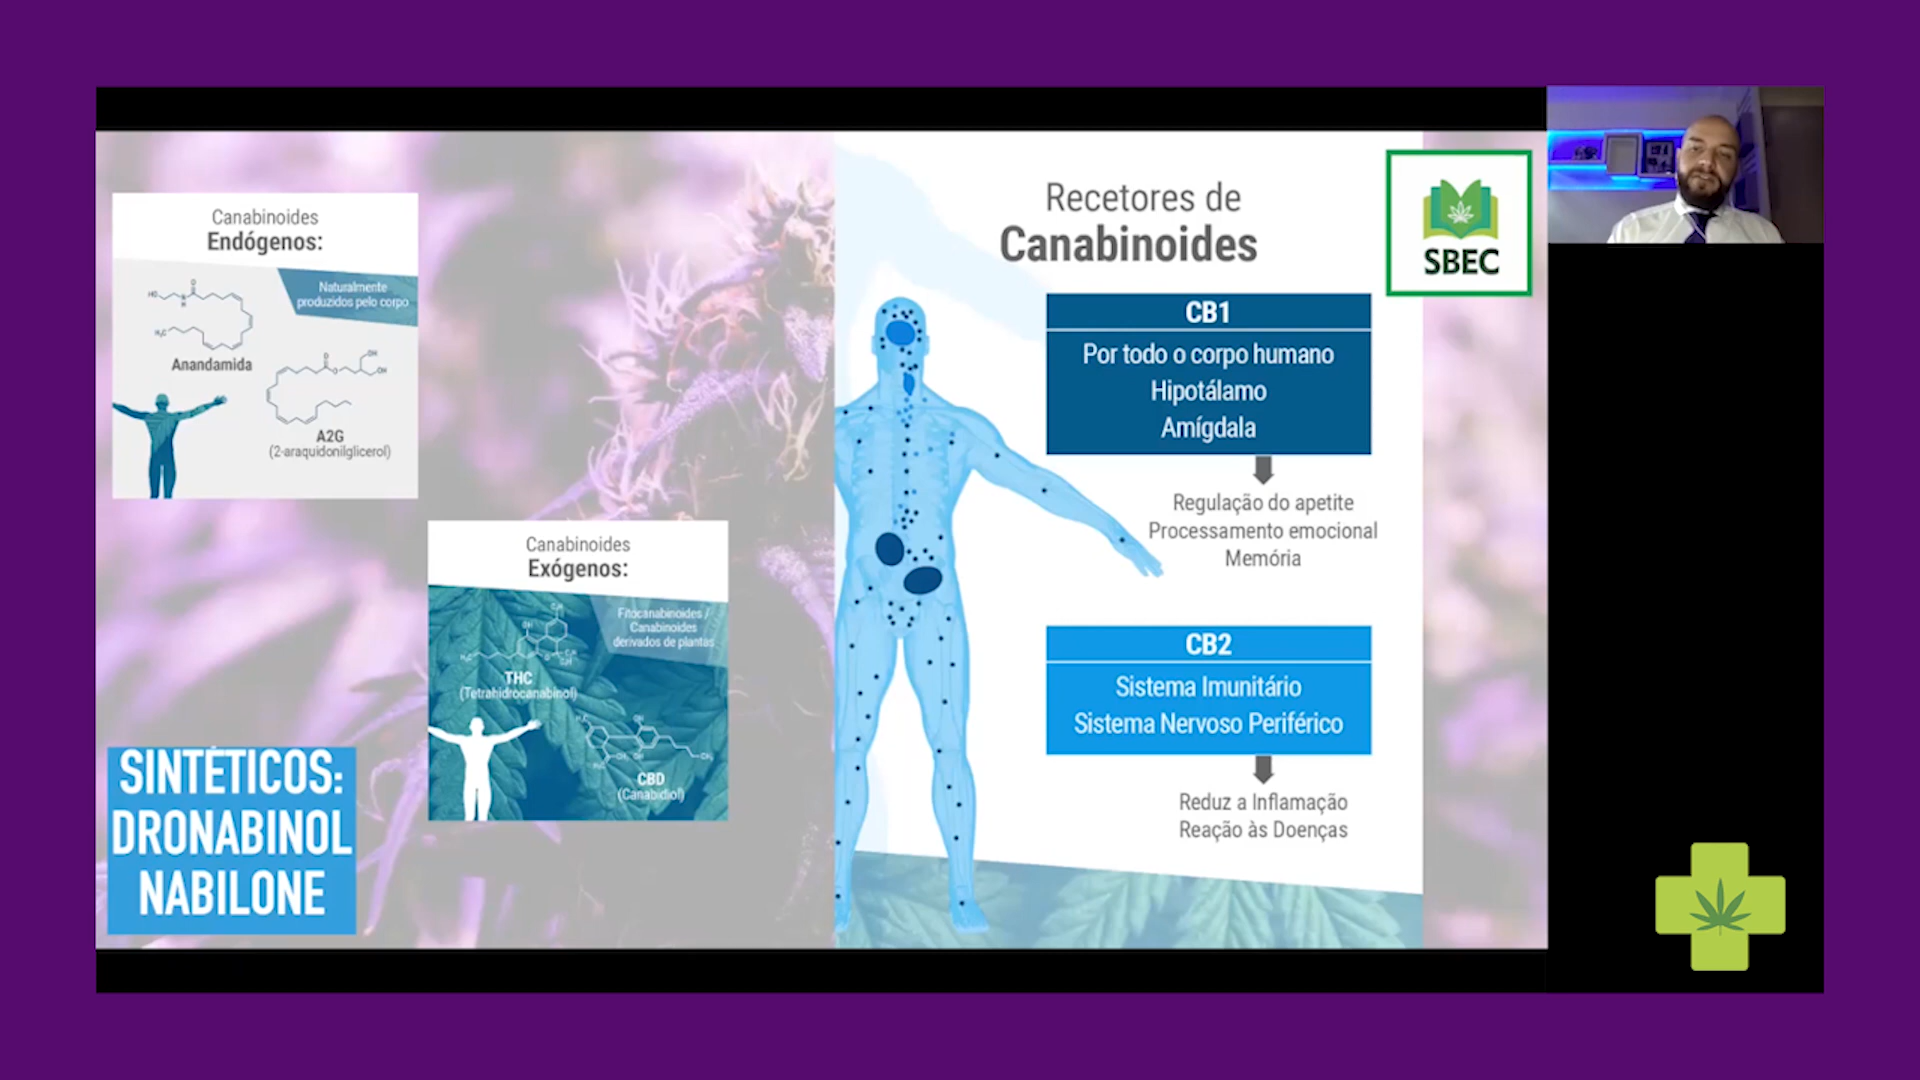 Canabinoides
Endógenos:
Naturalmente
produzidos pelo corpo
Anandamida
A2G
(2-araquidonilglicerol)
Canabinoides
Exógenos:
Fitocanabinoides /
Canabinoides
derivados de plantas
THC
(Tetrahidrocanabinol)
CBD
(Canabidiol)
SINTÉTICOS:
DRONABINOL
NABILONE
Recetores de
Canabinoides
CB1
Por todo o corpo humano
Hipotálamo
Amígdala
Regulação do apetite
Processamento emocional
Memória
CB2
Sistema Imunitário
Sistema Nervoso Periférico
Reduz a Inflamação
Reação às Doenças
SBEC